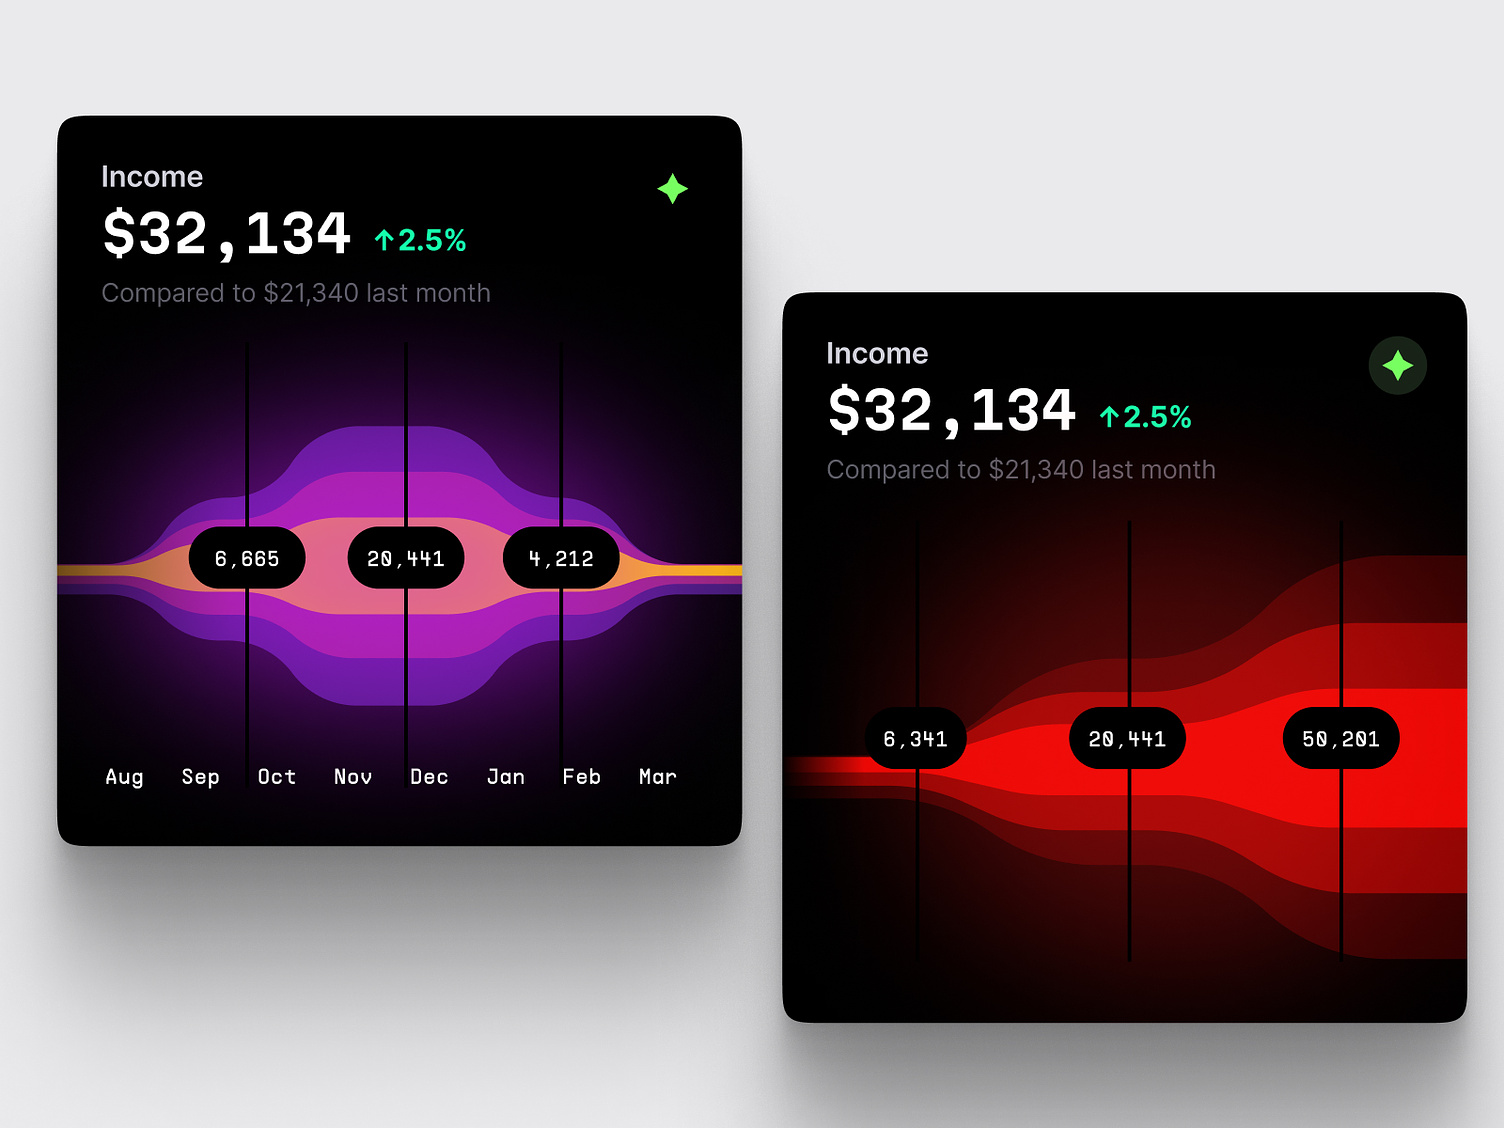 Income
$32,134 ↑2.5%
Compared to $21,340 last month
6,665 20,441 4,212
Aug Sep Oct Nov Dec Jan Feb Mar
Income
$32,134 ↑2.5%
Compared to $21,340 last month
6,341 20,441 50,201